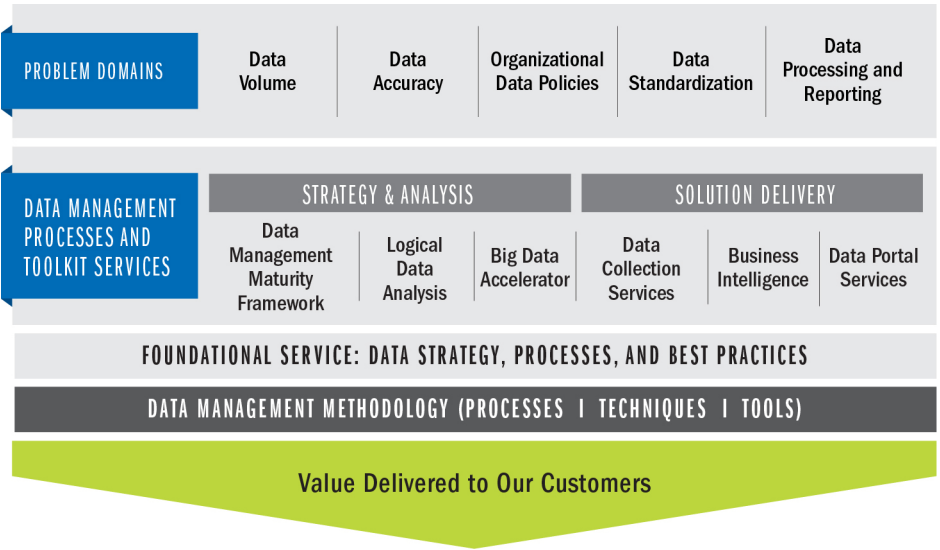 PROBLEM DOMAINS
Data
Volume
Data
Accuracy
Organizational
Data Policies
Data
Standardization
Data
Processing and
Reporting
DATA MANAGEMENT
PROCESSES AND
TOOLKIT SERVICES
STRATEGY & ANALYSIS
Data
Management
Maturity
Framework
Logical
Data
Analysis
Big Data
Accelerator
SOLUTION DELIVERY
Data
Collection
Services
Business
Intelligence
Data Portal
Services
FOUNDATIONAL SERVICE: DATA STRATEGY, PROCESSES, AND BEST PRACTICES
DATA MANAGEMENT METHODOLOGY (PROCESSES | TECHNIQUES | TOOLS)
Value Delivered to Our Customers